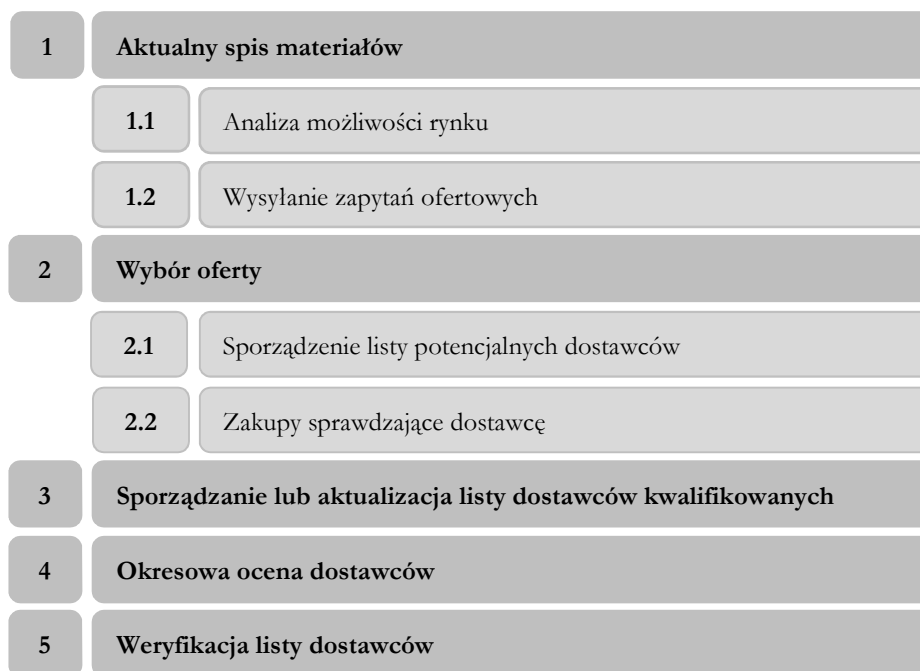 1 Aktualny spis materiałów
1.1 Analiza możliwości rynku
1.2 Wysyłanie zapytań ofertowych
2 Wybór oferty
2.1 Sporządzenie listy potencjalnych dostawców
2.2 Zakupy sprawdzające dostawcę
3 Sporządzanie lub aktualizacja listy dostawców kwalifikowanych
4 Okresowa ocena dostawców
5 Weryfikacja listy dostawców